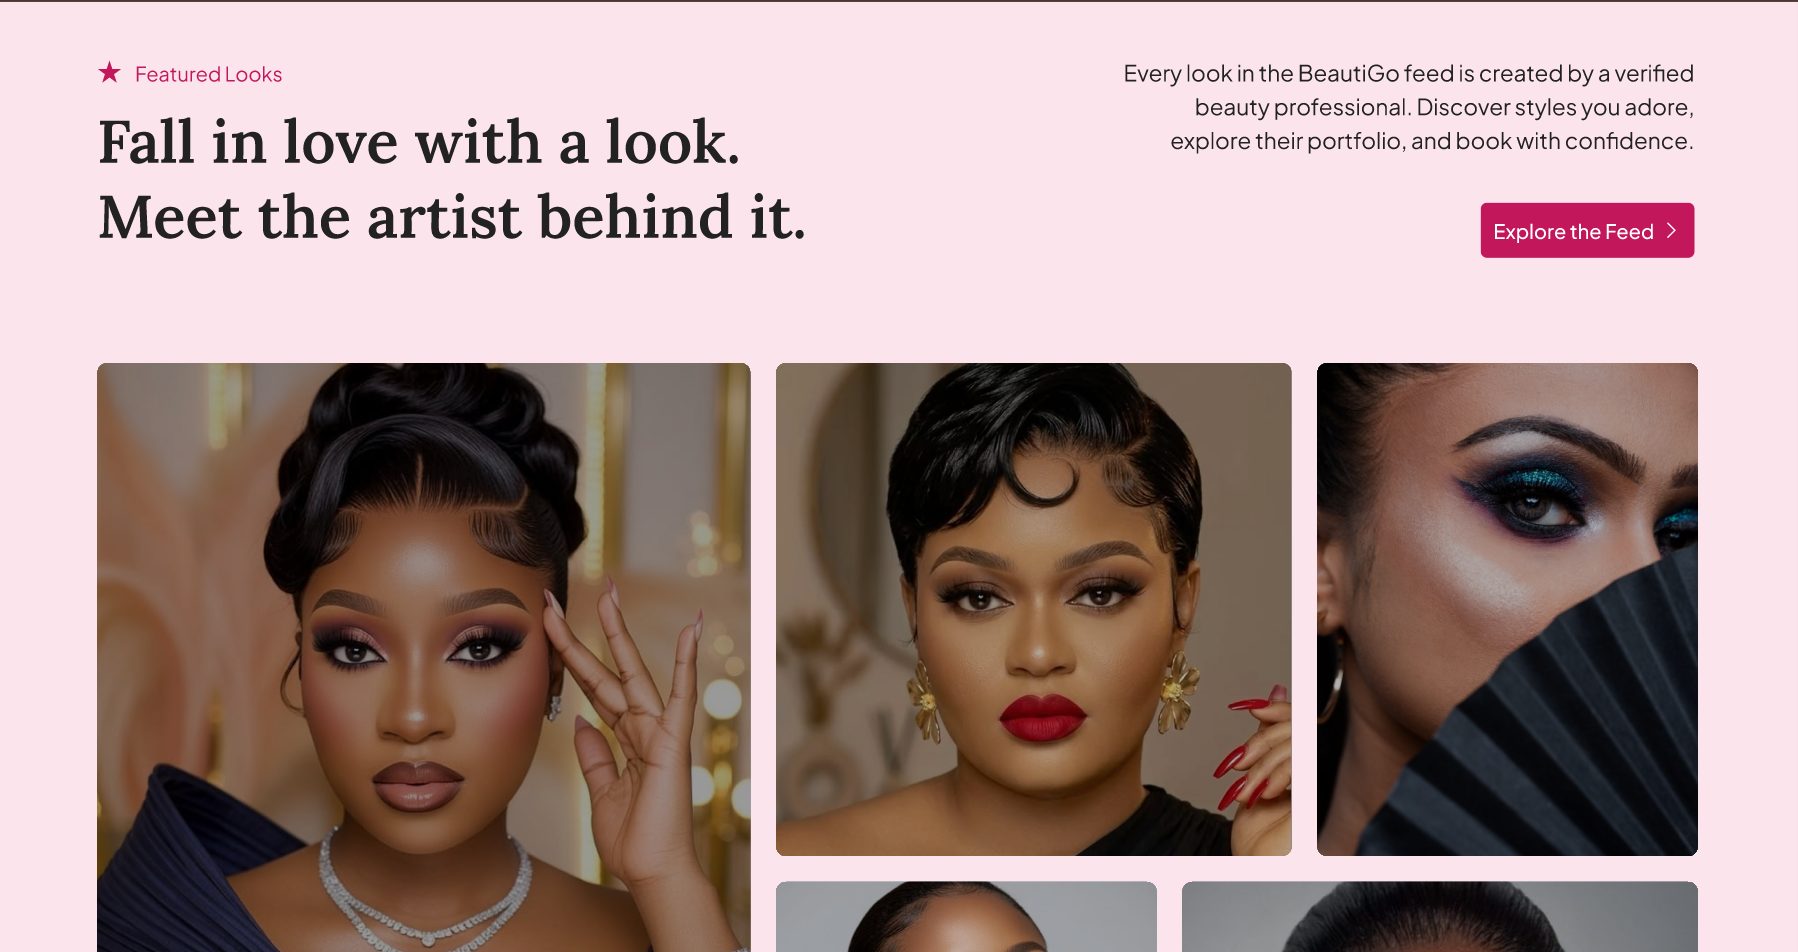 ★ Featured Looks
Fall in love with a look.
Meet the artist behind it.
Every look in the BeautiGo feed is created by a verified
beauty professional. Discover styles you adore,
explore their portfolio, and book with confidence.
Explore the Feed >